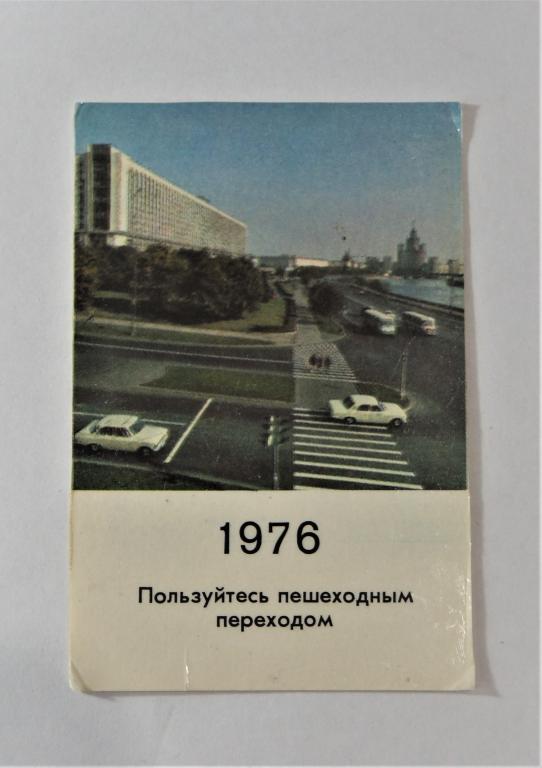 1976
Пользуйтесь пешеходным
переходом